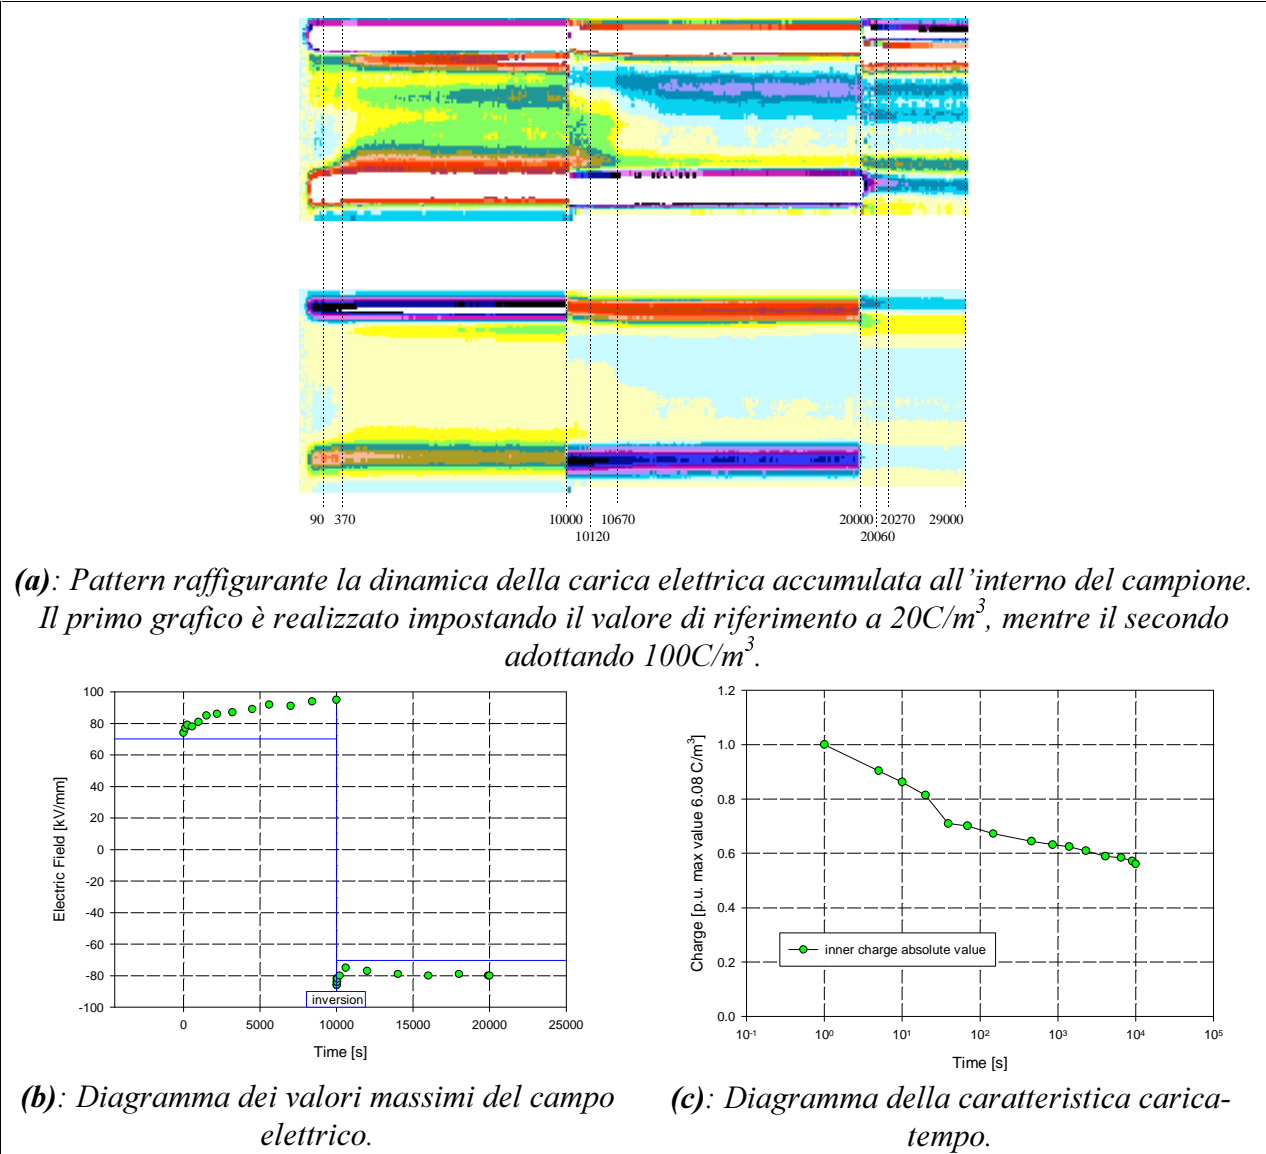 90 370 10000 10670 20000 20270 29000
10120 20060
(a): Pattern raffigurante la dinamica della carica elettrica accumulata all'interno del campione.
Il primo grafico è realizzato impostando il valore di riferimento a 20C/m³, mentre il secondo
adottando 100C/m³.
100
80
60
40
20
0
-20
-40
-60
-80
-100
Electric Field [kV/mm]
inversion
0 5000 10000 15000 20000 25000
Time [s]
1.2
1.0
0.8
0.6
0.4
0.2
0.0
Charge [p.u. max value 6.08 C/m³]
inner charge absolute value
10⁻¹ 10⁰ 10¹ 10² 10³ 10⁴ 10⁵
Time [s]
(b): Diagramma dei valori massimi del campo
elettrico.
(c): Diagramma della caratteristica carica-
tempo.